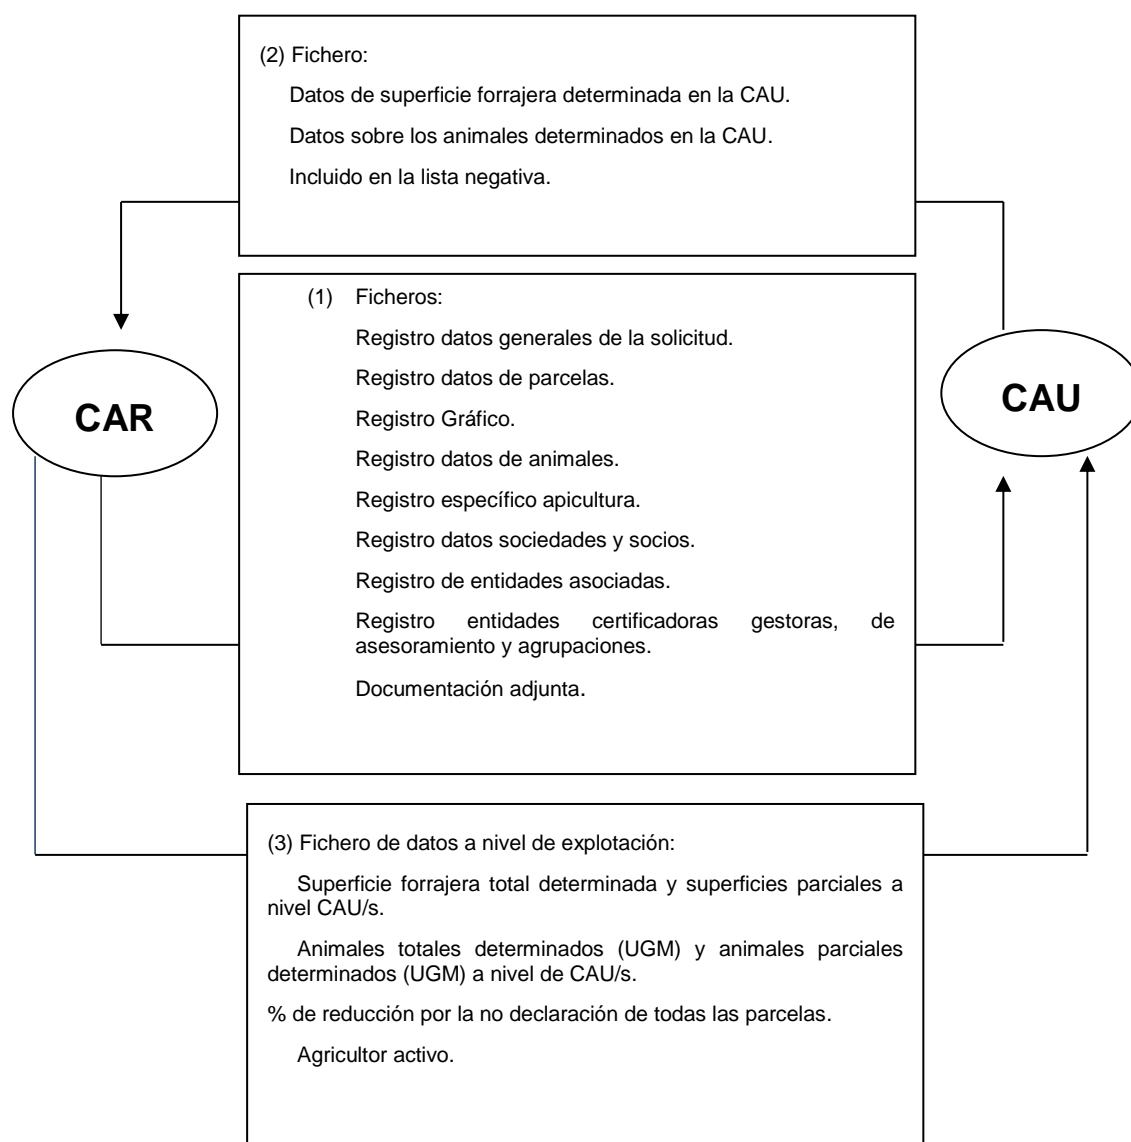 (2) Fichero:
Datos de superficie forrajera determinada en la CAU.
Datos sobre los animales determinados en la CAU.
Incluido en la lista negativa.
(1) Ficheros:
Registro datos generales de la solicitud.
Registro datos de parcelas.
Registro Gráfico.
Registro datos de animales.
Registro específico apicultura.
Registro datos sociedades y socios.
Registro de entidades asociadas.
Registro entidades certificadoras gestoras, de
asesoramiento y agrupaciones.
Documentación adjunta.
CAR
CAU
(3) Fichero de datos a nivel de explotación:
Superficie forrajera total determinada y superficies parciales a
nivel CAU/s.
Animales totales determinados (UGM) y animales parciales
determinados (UGM) a nivel de CAU/s.
% de reducción por la no declaración de todas las parcelas.
Agricultor activo.